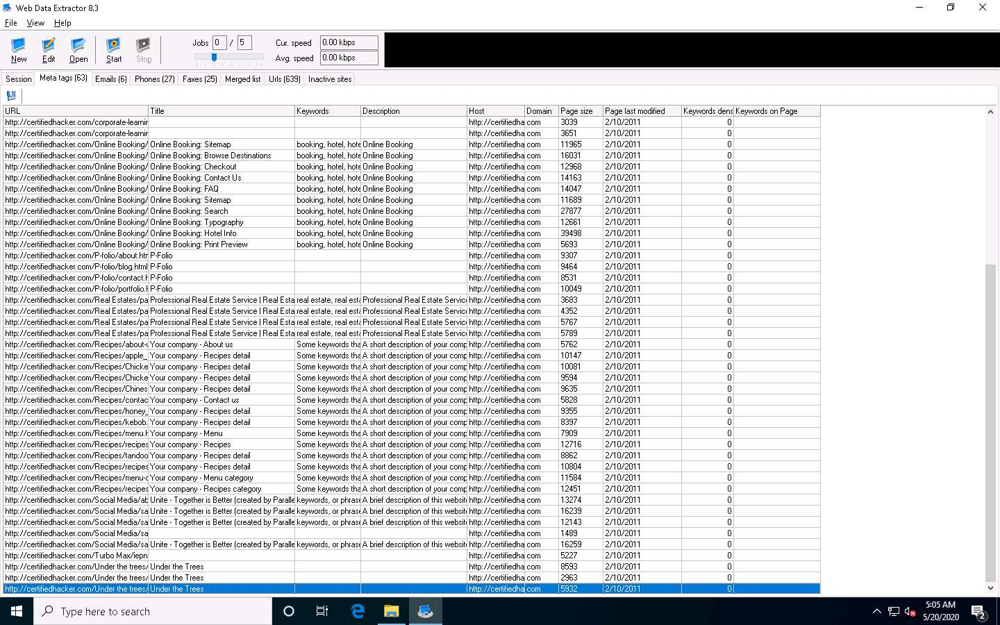 Web Data Extractor 8.3
File View Help
New Edit Open Start Stop Jobs 0 / 5 Cur. speed 0.00 kbps
Avg. speed 0.00 kbps
Session Meta tags (63) Emails (6) Phones (27) Faxes (25) Merged list Urls (639) Inactive sites
URL Title Keywords Description Host Domain Page size Page last modified Keywords dens Keywords on Page
http://certifiedhacker.com/corporate-learnin http://certifiedha com 3039 2/10/2011 0
http://certifiedhacker.com/corporate-learnin http://certifiedha com 3651 2/10/2011 0
http://certifiedhacker.com/Online Booking/ Online Booking: Sitemap booking, hotel, hote Online Booking http://certifiedha com 11965 2/10/2011 0
http://certifiedhacker.com/Online Booking/ Online Booking: Browse Destinations booking, hotel, hote Online Booking http://certifiedha com 16031 2/10/2011 0
http://certifiedhacker.com/Online Booking/ Online Booking: Checkout booking, hotel, hote Online Booking http://certifiedha com 12968 2/10/2011 0
http://certifiedhacker.com/Online Booking/ Online Booking: Contact Us booking, hotel, hote Online Booking http://certifiedha com 14163 2/10/2011 0
http://certifiedhacker.com/Online Booking/ Online Booking: FAQ booking, hotel, hote Online Booking http://certifiedha com 14047 2/10/2011 0
http://certifiedhacker.com/Online Booking/ Online Booking: Sitemap booking, hotel, hote Online Booking http://certifiedha com 11689 2/10/2011 0
http://certifiedhacker.com/Online Booking/ Online Booking: Search booking, hotel, hote Online Booking http://certifiedha com 27877 2/10/2011 0
http://certifiedhacker.com/Online Booking/ Online Booking: Typography booking, hotel, hote Online Booking http://certifiedha com 12661 2/10/2011 0
http://certifiedhacker.com/Online Booking/ Online Booking: Hotel Info booking, hotel, hote Online Booking http://certifiedha com 39498 2/10/2011 0
http://certifiedhacker.com/Online Booking/ Online Booking: Print Preview booking, hotel, hote Online Booking http://certifiedha com 5693 2/10/2011 0
http://certifiedhacker.com/P-folio/about.htm P-Folio http://certifiedha com 9307 2/10/2011 0
http://certifiedhacker.com/P-folio/blog.html P-Folio http://certifiedha com 9464 2/10/2011 0
http://certifiedhacker.com/P-folio/contact.h P-Folio http://certifiedha com 8531 2/10/2011 0
http://certifiedhacker.com/P-folio/portfolio.h P-Folio http://certifiedha com 10049 2/10/2011 0
http://certifiedhacker.com/Real Estates/pa Professional Real Estate Service | Real Esta real estate, real esta Professional Real Estate Service http://certifiedha com 3683 2/10/2011 0
http://certifiedhacker.com/Real Estates/pa Professional Real Estate Service | Real Esta real estate, real esta Professional Real Estate Service http://certifiedha com 4352 2/10/2011 0
http://certifiedhacker.com/Real Estates/pa Professional Real Estate Service | Real Esta real estate, real esta Professional Real Estate Service http://certifiedha com 5767 2/10/2011 0
http://certifiedhacker.com/Real Estates/pa Professional Real Estate Service | Real Esta real estate, real esta Professional Real Estate Service http://certifiedha com 5789 2/10/2011 0
http://certifiedhacker.com/Recipes/about-u Your company - About us Some keywords tha A short description of your comp http://certifiedha com 5762 2/10/2011 0
http://certifiedhacker.com/Recipes/apple_ Your company - Recipes detail Some keywords tha A short description of your comp http://certifiedha com 10147 2/10/2011 0
http://certifiedhacker.com/Recipes/Chicke Your company - Recipes detail Some keywords tha A short description of your comp http://certifiedha com 10081 2/10/2011 0
http://certifiedhacker.com/Recipes/Chicke Your company - Recipes detail Some keywords tha A short description of your comp http://certifiedha com 9594 2/10/2011 0
http://certifiedhacker.com/Recipes/Chines Your company - Recipes detail Some keywords tha A short description of your comp http://certifiedha com 9635 2/10/2011 0
http://certifiedhacker.com/Recipes/contac Your company - Contact us Some keywords tha A short description of your comp http://certifiedha com 5828 2/10/2011 0
http://certifiedhacker.com/Recipes/honey_ Your company - Recipes detail Some keywords tha A short description of your comp http://certifiedha com 9355 2/10/2011 0
http://certifiedhacker.com/Recipes/kebob. Your company - Recipes detail Some keywords tha A short description of your comp http://certifiedha com 8397 2/10/2011 0
http://certifiedhacker.com/Recipes/menu.h Your company - Menu Some keywords tha A short description of your comp http://certifiedha com 7909 2/10/2011 0
http://certifiedhacker.com/Recipes/recipes Your company - Recipes Some keywords tha A short description of your comp http://certifiedha com 12716 2/10/2011 0
http://certifiedhacker.com/Recipes/tandoo Your company - Recipes detail Some keywords tha A short description of your comp http://certifiedha com 8862 2/10/2011 0
http://certifiedhacker.com/Recipes/recipes Your company - Recipes detail Some keywords tha A short description of your comp http://certifiedha com 10804 2/10/2011 0
http://certifiedhacker.com/Recipes/menu-c Your company - Menu category Some keywords tha A short description of your comp http://certifiedha com 11584 2/10/2011 0
http://certifiedhacker.com/Recipes/recipes Your company - Recipes category Some keywords tha A short description of your comp http://certifiedha com 12451 2/10/2011 0
http://certifiedhacker.com/Social Media/ab Unite - Together is Better (created by Paralle keywords, or phrase A brief description of this website http://certifiedha com 13274 2/10/2011 0
http://certifiedhacker.com/Social Media/sa Unite - Together is Better (created by Paralle keywords, or phrase A brief description of this website http://certifiedha com 16239 2/10/2011 0
http://certifiedhacker.com/Social Media/sa Unite - Together is Better (created by Paralle keywords, or phrase A brief description of this website http://certifiedha com 12143 2/10/2011 0
http://certifiedhacker.com/Social Media/sa http://certifiedha com 1489 2/10/2011 0
http://certifiedhacker.com/Social Media/sa Unite - Together is Better (created by Paralle keywords, or phrase A brief description of this website http://certifiedha com 16259 2/10/2011 0
http://certifiedhacker.com/Turbo Max/iepn http://certifiedha com 5227 2/10/2011 0
http://certifiedhacker.com/Under the trees/ Under the Trees http://certifiedha com 8593 2/10/2011 0
http://certifiedhacker.com/Under the trees/ Under the Trees http://certifiedha com 2963 2/10/2011 0
http://certifiedhacker.com/Under the trees/ Under the Trees http://certifiedha com 5932 2/10/2011 0
Type here to search
5:05 AM
5/20/2020
2